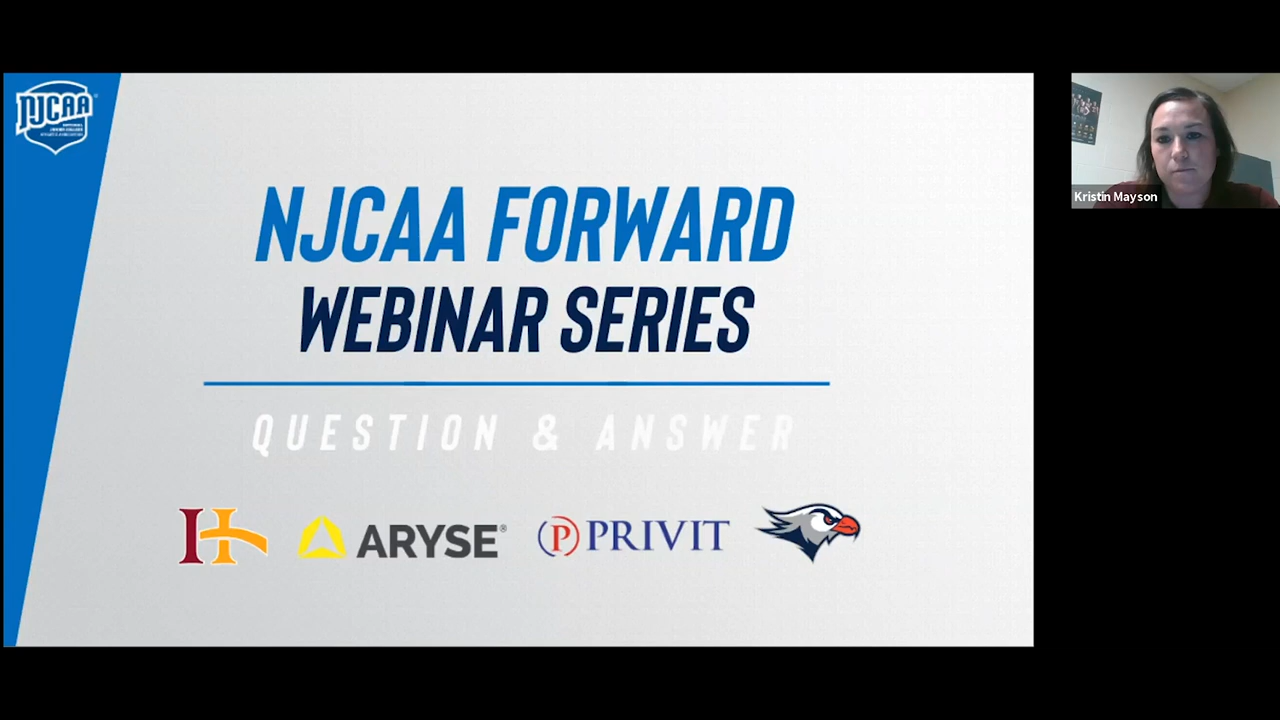 NJCAA
NJCAA FORWARD
WEBINAR SERIES
QUESTION & ANSWER
H
ARYSE®
P PRIVIT
Kristin Mayson